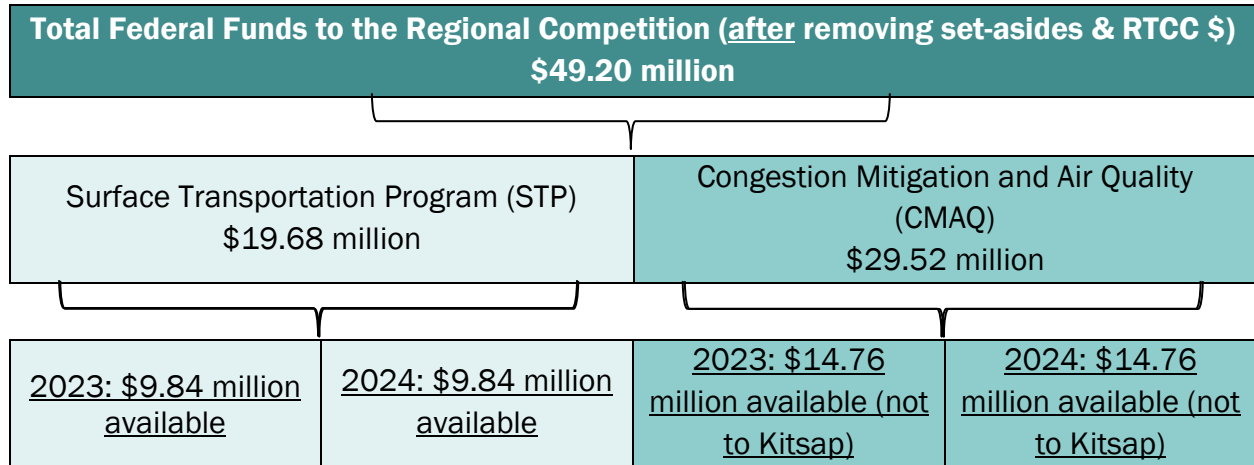 Total Federal Funds to the Regional Competition (after removing set-asides & RTCC $)
$49.20 million
Surface Transportation Program (STP)
$19.68 million
Congestion Mitigation and Air Quality
(CMAQ)
$29.52 million
2023: $9.84 million
available
2024: $9.84 million
available
2023: $14.76
million available (not
to Kitsap)
2024: $14.76
million available (not
to Kitsap)